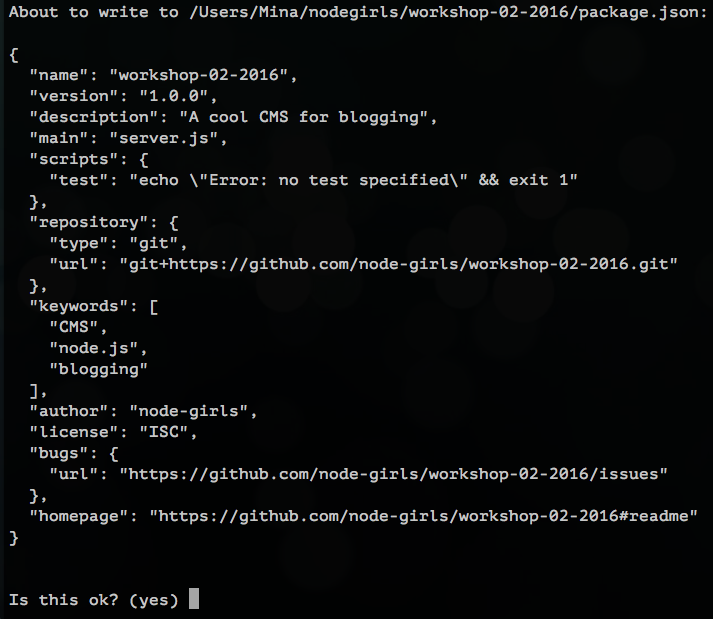 About to write to /Users/Mina/nodegirls/workshop-02-2016/package.json:

{
  "name": "workshop-02-2016",
  "version": "1.0.0",
  "description": "A cool CMS for blogging",
  "main": "server.js",
  "scripts": {
    "test": "echo \"Error: no test specified\" && exit 1"
  },
  "repository": {
    "type": "git",
    "url": "git+https://github.com/node-girls/workshop-02-2016.git"
  },
  "keywords": [
    "CMS",
    "node.js",
    "blogging"
  ],
  "author": "node-girls",
  "license": "ISC",
  "bugs": {
    "url": "https://github.com/node-girls/workshop-02-2016/issues"
  },
  "homepage": "https://github.com/node-girls/workshop-02-2016#readme"
}

Is this ok? (yes)